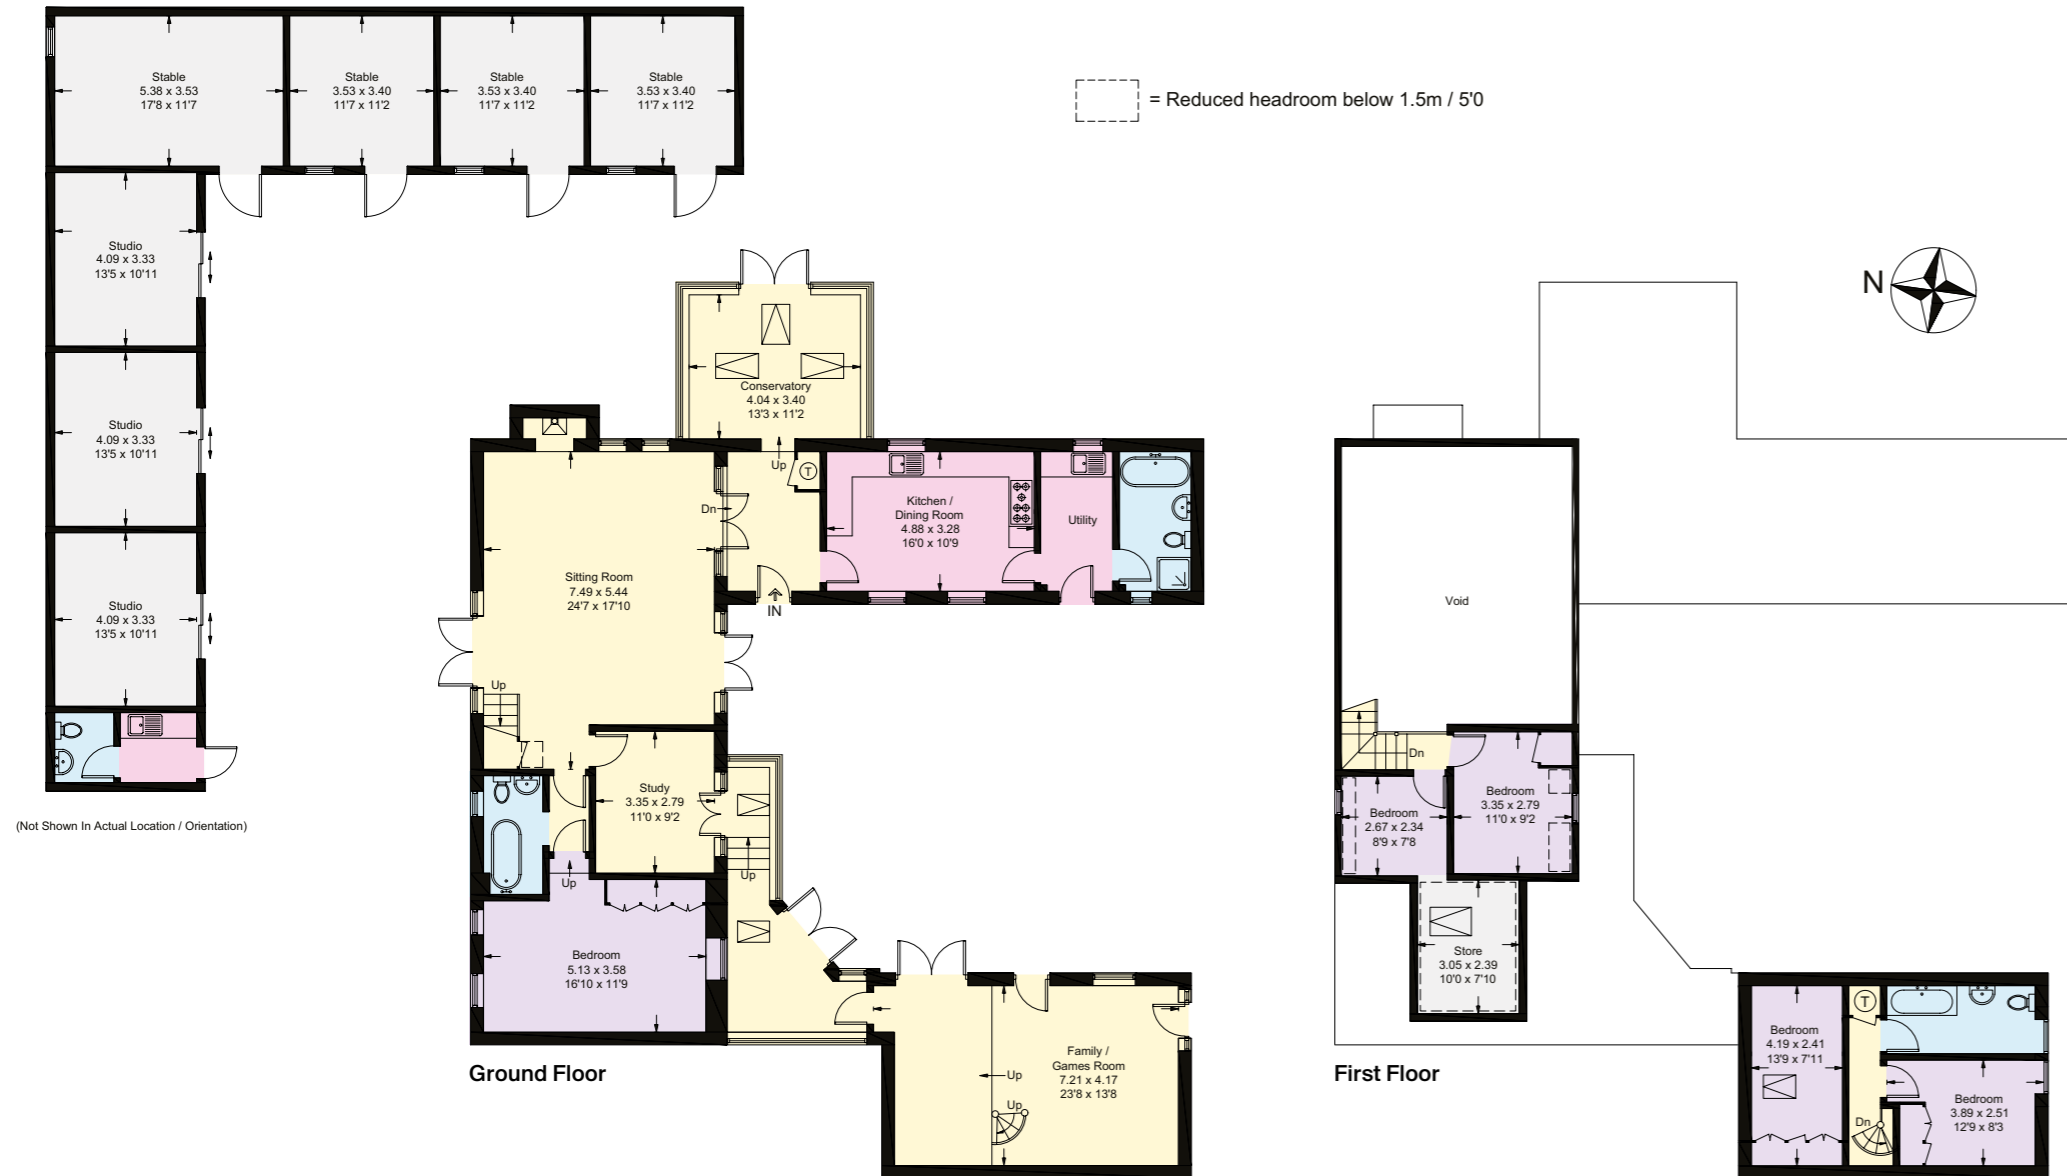 Stable
5.38 x 3.53
17'8 x 11'7
Stable
3.53 x 3.40
11'7 x 11'2
Stable
3.53 x 3.40
11'7 x 11'2
Stable
3.53 x 3.40
11'7 x 11'2
= Reduced headroom below 1.5m / 5'0
Studio
4.09 x 3.33
13'5 x 10'11
Studio
4.09 x 3.33
13'5 x 10'11
Studio
4.09 x 3.33
13'5 x 10'11
(Not Shown In Actual Location / Orientation)
N
Conservatory
4.04 x 3.40
13'3 x 11'2
Up
T
Dn
Kitchen /
Dining Room
4.88 x 3.28
16'0 x 10'9
Utility
Sitting Room
7.49 x 5.44
24'7 x 17'10
IN
Up
Study
3.35 x 2.79
11'0 x 9'2
Up
Up
Bedroom
5.13 x 3.58
16'10 x 11'9
Family /
Games Room
7.21 x 4.17
23'8 x 13'8
Up
Up
Ground Floor
Void
Dn
Bedroom
3.35 x 2.79
11'0 x 9'2
Bedroom
2.67 x 2.34
8'9 x 7'8
Store
3.05 x 2.39
10'0 x 7'10
T
Bedroom
4.19 x 2.41
13'9 x 7'11
Bedroom
3.89 x 2.51
12'9 x 8'3
Dn
First Floor